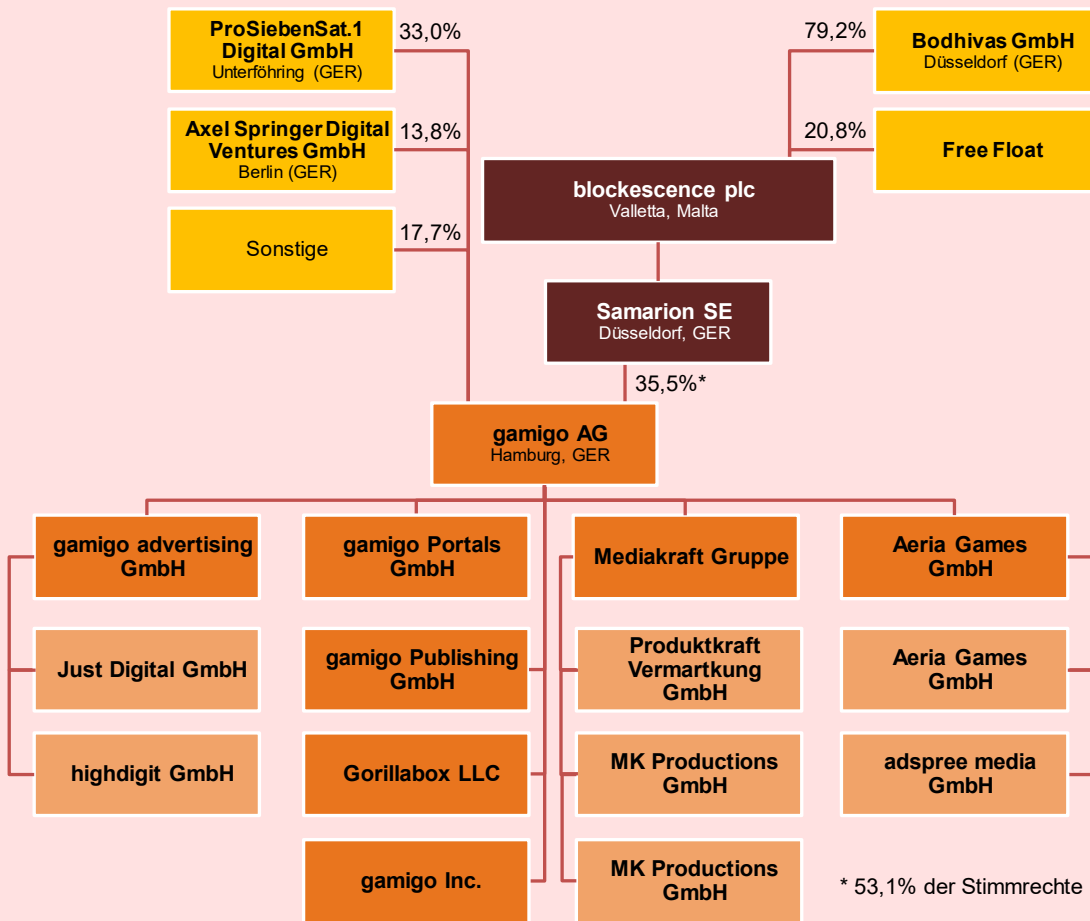 ProSiebenSat.1
Digital GmbH
Unterföhring (GER)
33,0%
79,2%
Bodhivas GmbH
Düsseldorf (GER)
Axel Springer Digital
Ventures GmbH
Berlin (GER)
13,8%
20,8%
Free Float
blockescence plc
Valletta, Malta
Sonstige
17,7%
Samarion SE
Düsseldorf, GER
35,5%*
gamigo AG
Hamburg, GER
gamigo advertising
GmbH
gamigo Portals
GmbH
Mediakraft Gruppe
Aeria Games
GmbH
Just Digital GmbH
gamigo Publishing
GmbH
Produktkraft
Vermartkung
GmbH
Aeria Games
GmbH
highdigit GmbH
Gorillabox LLC
MK Productions
GmbH
adspree media
GmbH
gamigo Inc.
MK Productions
GmbH
* 53,1% der Stimmrechte